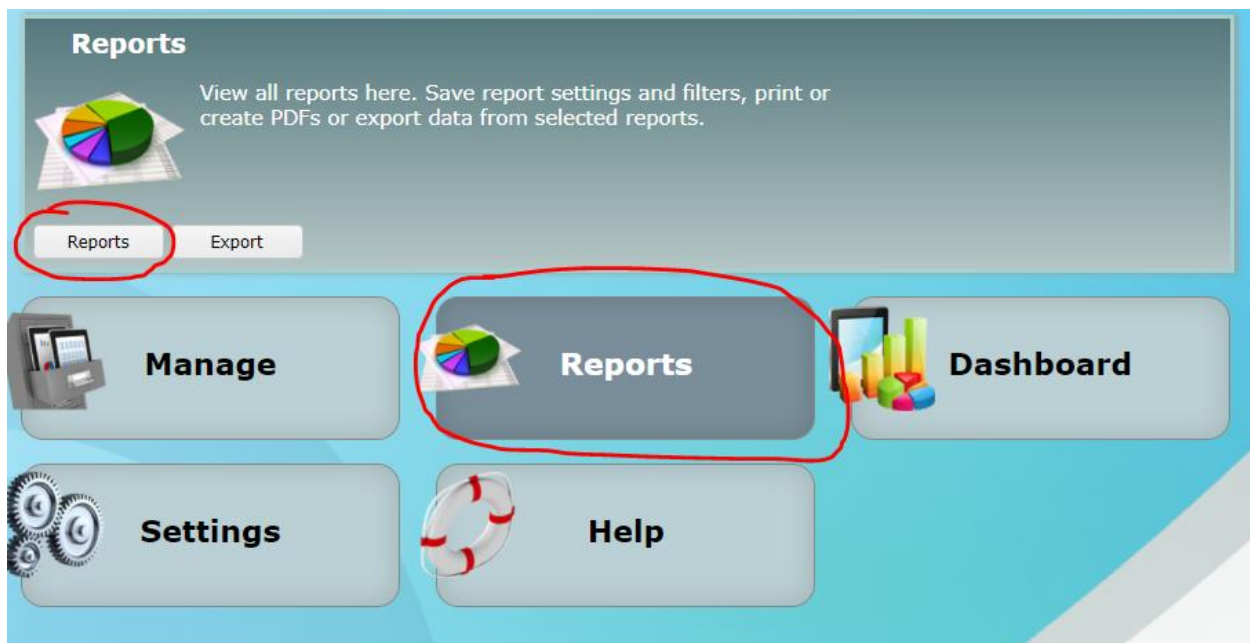 Reports
View all reports here. Save report settings and filters, print or
create PDFs or export data from selected reports.
Reports
Export
Manage
Reports
Dashboard
Settings
Help